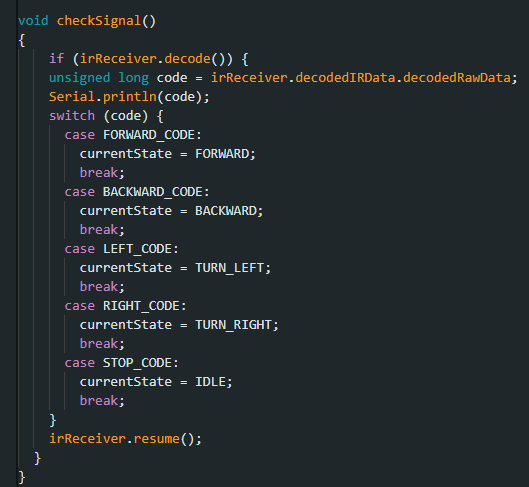 void checkSignal()
{
    if (irReceiver.decode()) {
    unsigned long code = irReceiver.decodedIRData.decodedRawData;
    Serial.println(code);
    switch (code) {
      case FORWARD_CODE:
        currentState = FORWARD;
        break;
      case BACKWARD_CODE:
        currentState = BACKWARD;
        break;
      case LEFT_CODE:
        currentState = TURN_LEFT;
        break;
      case RIGHT_CODE:
        currentState = TURN_RIGHT;
        break;
      case STOP_CODE:
        currentState = IDLE;
        break;
    }
    irReceiver.resume();
  }
}